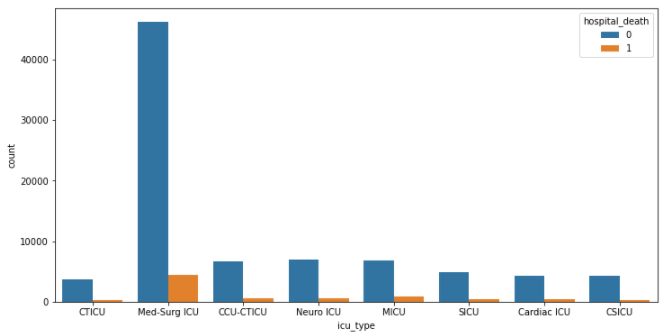 hospital_death
0
1
40000
30000
20000
10000
0
count
CTICU Med-Surg ICU CCU-CTICU Neuro ICU MICU SICU Cardiac ICU CSICU
icu_type